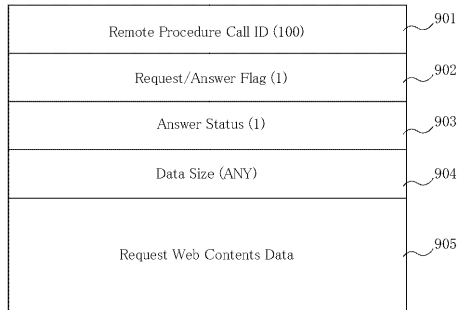 Remote Procedure Call ID (100)
901
Request/Answer Flag (1)
902
Answer Status (1)
903
Data Size (ANY)
904
Request Web Contents Data
905